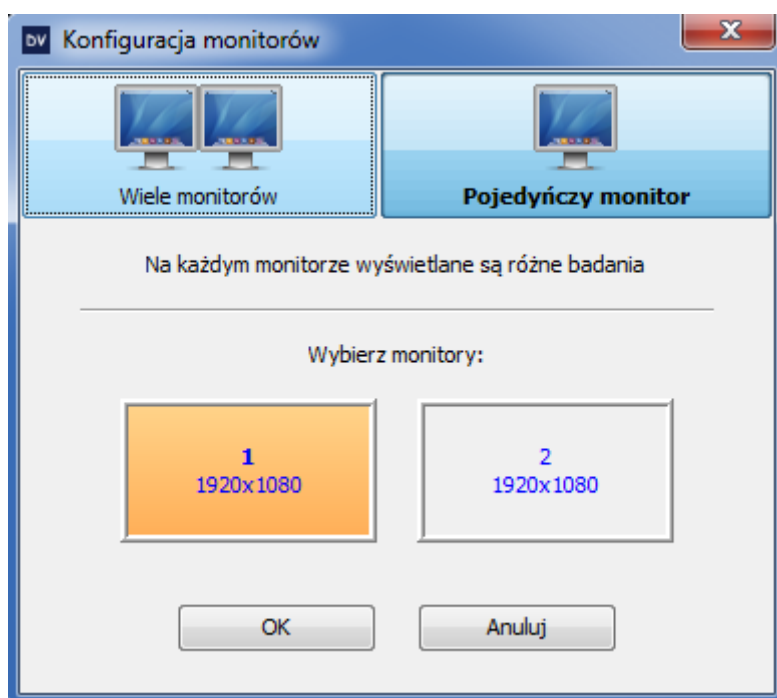 DV Konfiguracja monitorów
Wiele monitorów
Pojedyńczy monitor
Na każdym monitorze wyświetlane są różne badania
Wybierz monitory:
1
1920x1080
2
1920x1080
OK
Anuluj